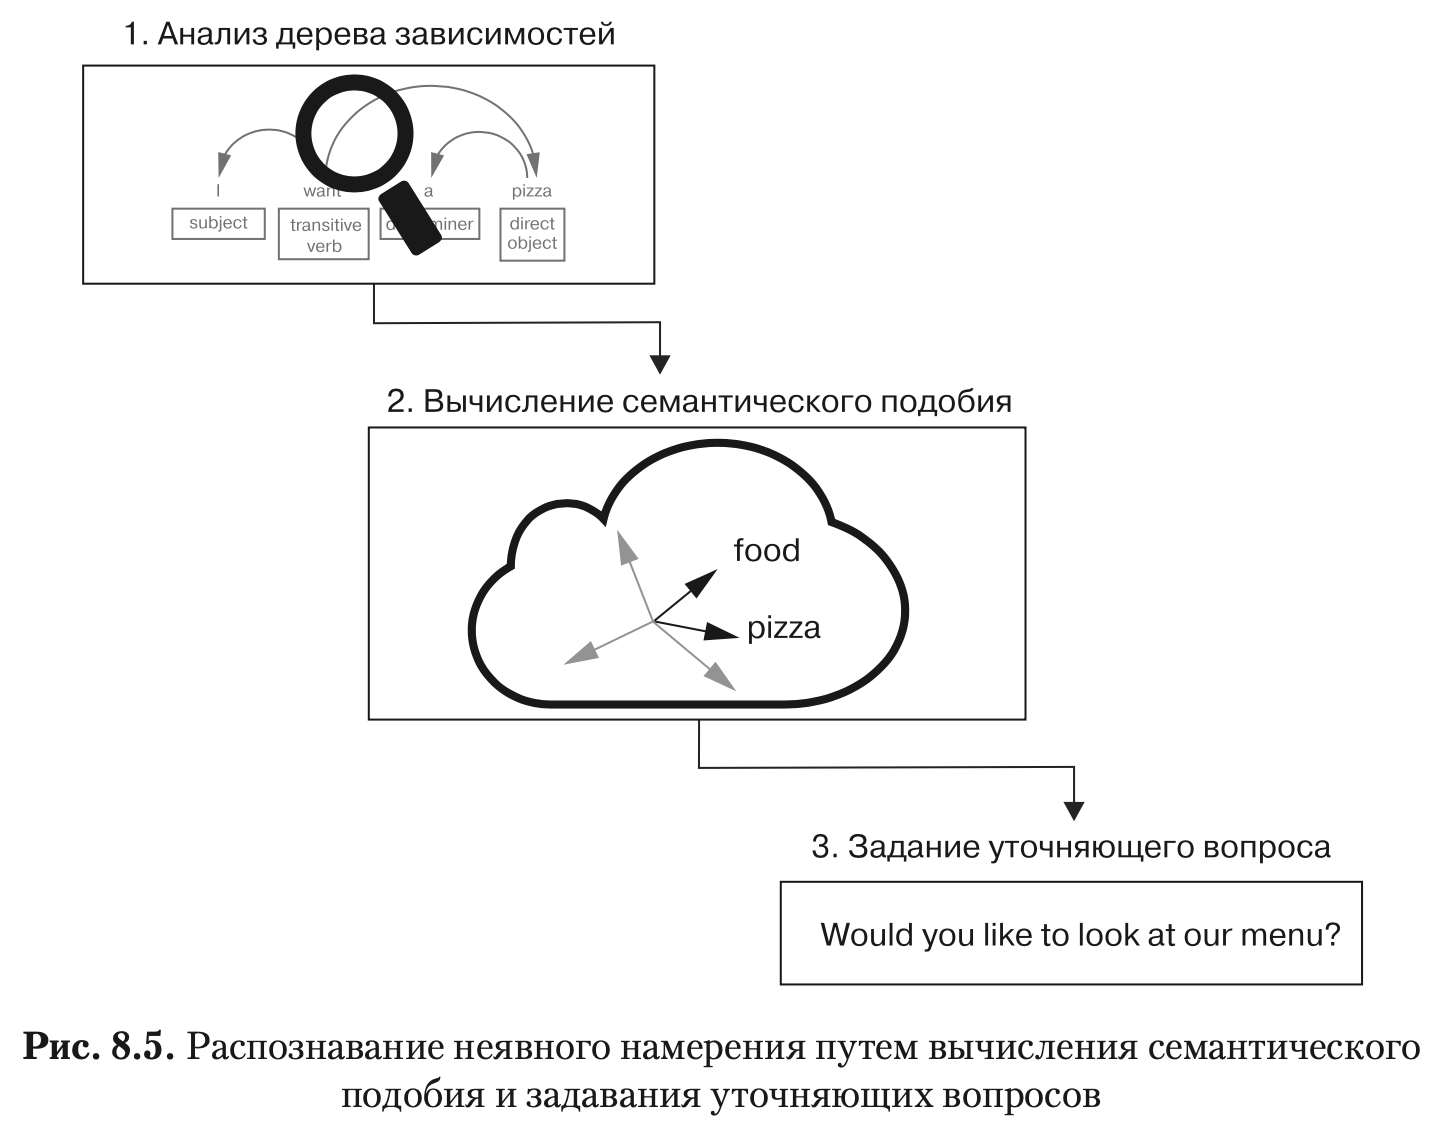 1. Анализ дерева зависимостей
I want a pizza
subject transitive miner direct
verb object
2. Вычисление семантического подобия
food
pizza
3. Задание уточняющего вопроса
Would you like to look at our menu?
Рис. 8.5. Распознавание неявного намерения путем вычисления семантического
подобия и задавания уточняющих вопросов